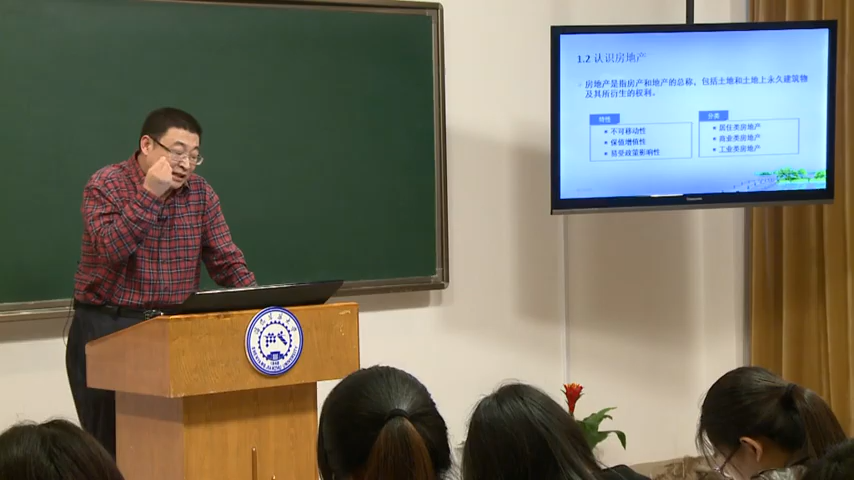 1.2 认识房地产
房地产是指房产和地产的总称，包括土地和土地上永久建筑物
及其所衍生的权利。
特性
不可移动性
保值增值性
易受政策影响性
分类
居住类房地产
商业类房地产
工业类房地产